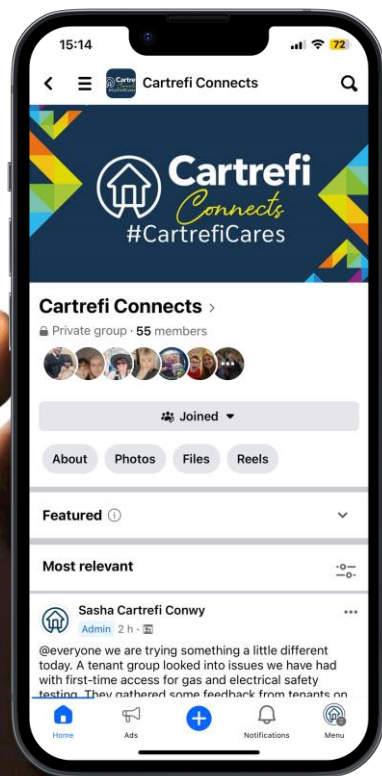 15:14
72
Cartrefi Connects
Cartrefi
Connects
#CartrefiCares
Cartrefi Connects
Private group · 55 members
Joined
About Photos Files Reels
Featured
Most relevant
Sasha Cartrefi Conwy
Admin 2 h ·
@everyone we are trying something a little different
today. A tenant group looked into issues we have had
with first-time access for gas and electrical safety
testing. They gathered some feedback from tenants on
Home Ads Notifications Menu